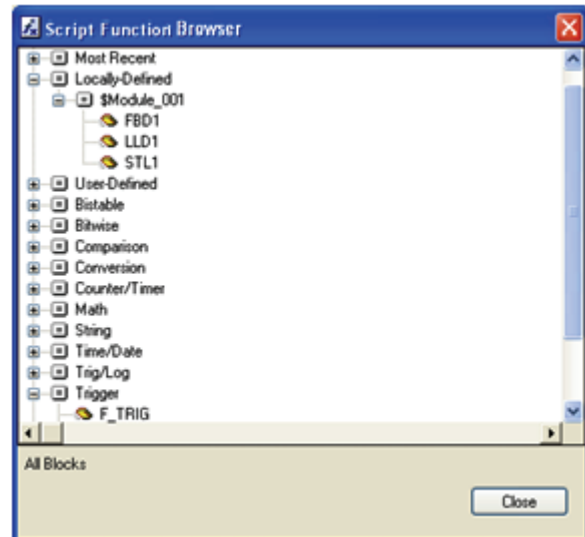 Script Function Browser
Most Recent
Locally-Defined
$Module_001
FBD1
LLD1
STL1
User-Defined
Bistable
Bitwise
Comparison
Conversion
Counter/Timer
Math
String
Time/Date
Trig/Log
Trigger
F_TRIG
All Blocks
Close